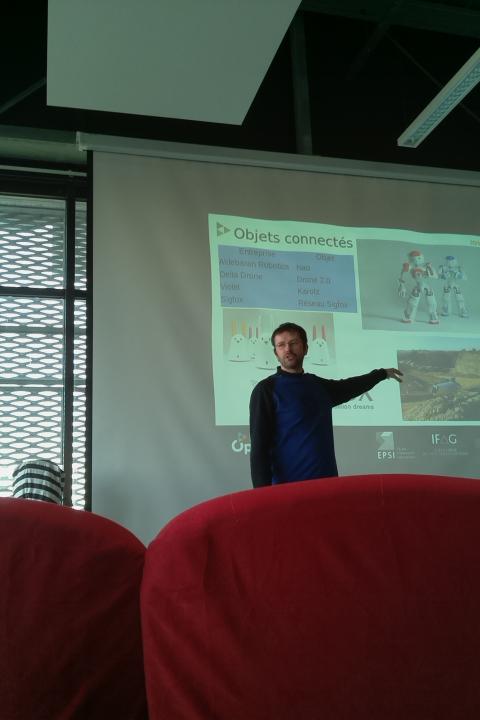 Objets connectés
Entreprise Objet
Aldebaran Robotics Nao
Delta Drone Drone 2.0
Violet Karotz
Sigfox Réseau Sigfox
dreams
EPSI
IFAG